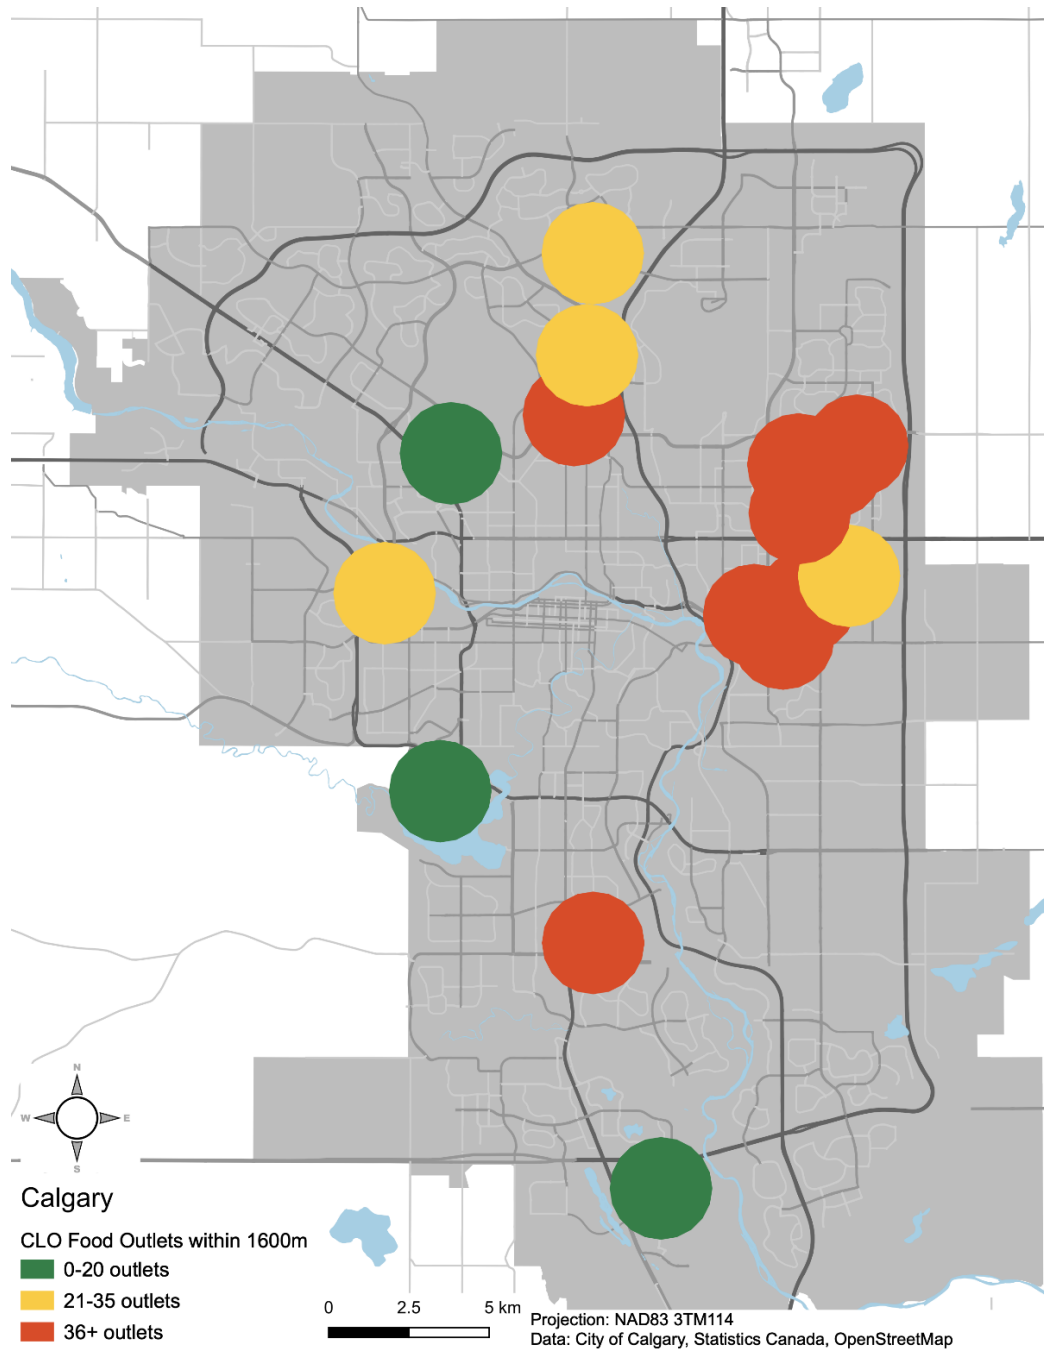 N
W E
S
Calgary
CLO Food Outlets within 1600m
0-20 outlets
21-35 outlets
36+ outlets
0 2.5 5 km
Projection: NAD83 3TM114
Data: City of Calgary, Statistics Canada, OpenStreetMap